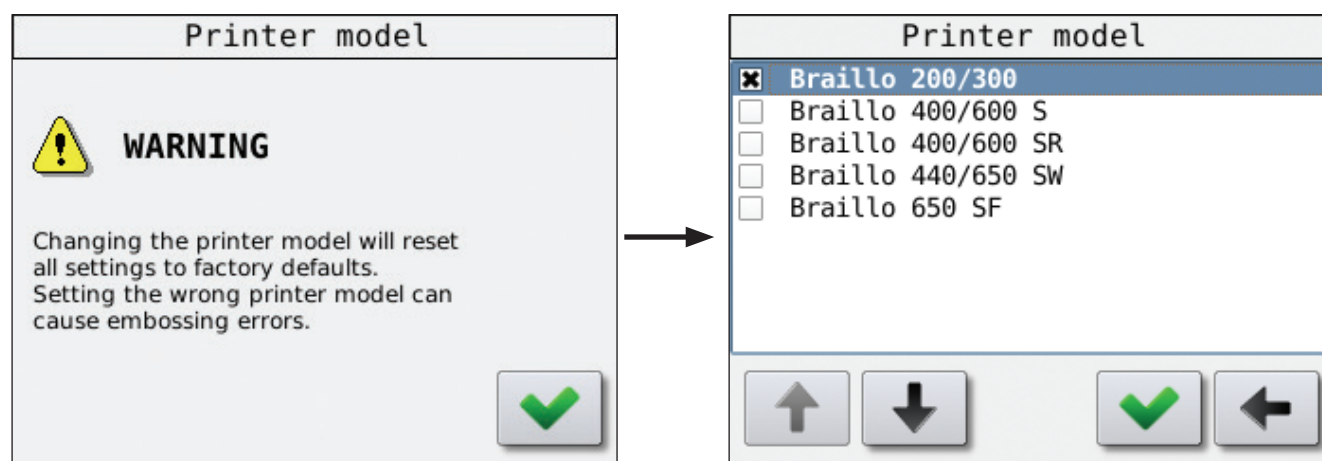 Printer model
WARNING
Changing the printer model will reset
all settings to factory defaults.
Setting the wrong printer model can
cause embossing errors.
Printer model
Braillo 200/300
Braillo 400/600 S
Braillo 400/600 SR
Braillo 440/650 SW
Braillo 650 SF